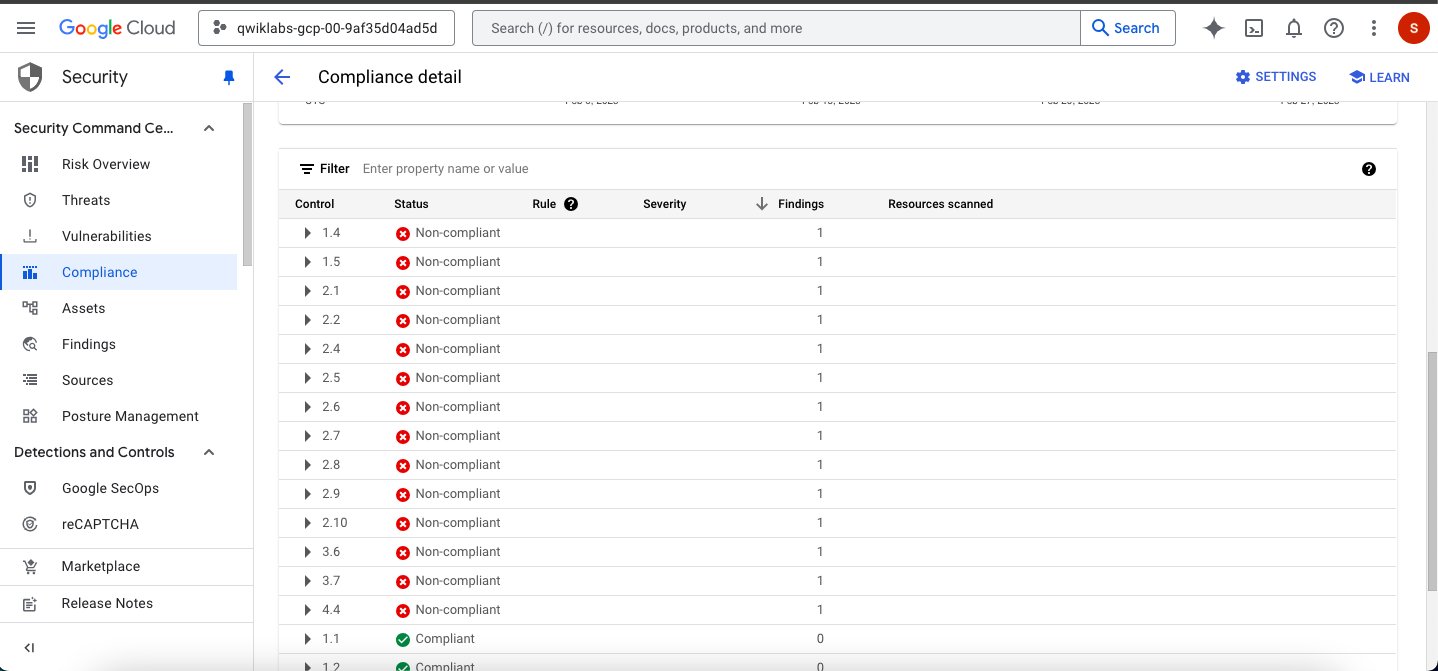 Google Cloud
qwiklabs-gcp-00-9af35d04ad5d
Search (/) for resources, docs, products, and more
Search
S
Security
Compliance detail
SETTINGS
LEARN
Security Command Ce...
Risk Overview
Threats
Vulnerabilities
Compliance
Assets
Findings
Sources
Posture Management
Detections and Controls
Google SecOps
reCAPTCHA
Marketplace
Release Notes
Filter Enter property name or value
Control Status Rule Severity Findings Resources scanned
1.4 Non-compliant 1
1.5 Non-compliant 1
2.1 Non-compliant 1
2.2 Non-compliant 1
2.4 Non-compliant 1
2.5 Non-compliant 1
2.6 Non-compliant 1
2.7 Non-compliant 1
2.8 Non-compliant 1
2.9 Non-compliant 1
2.10 Non-compliant 1
3.6 Non-compliant 1
3.7 Non-compliant 1
4.4 Non-compliant 1
1.1 Compliant 0
1.2 Compliant 0